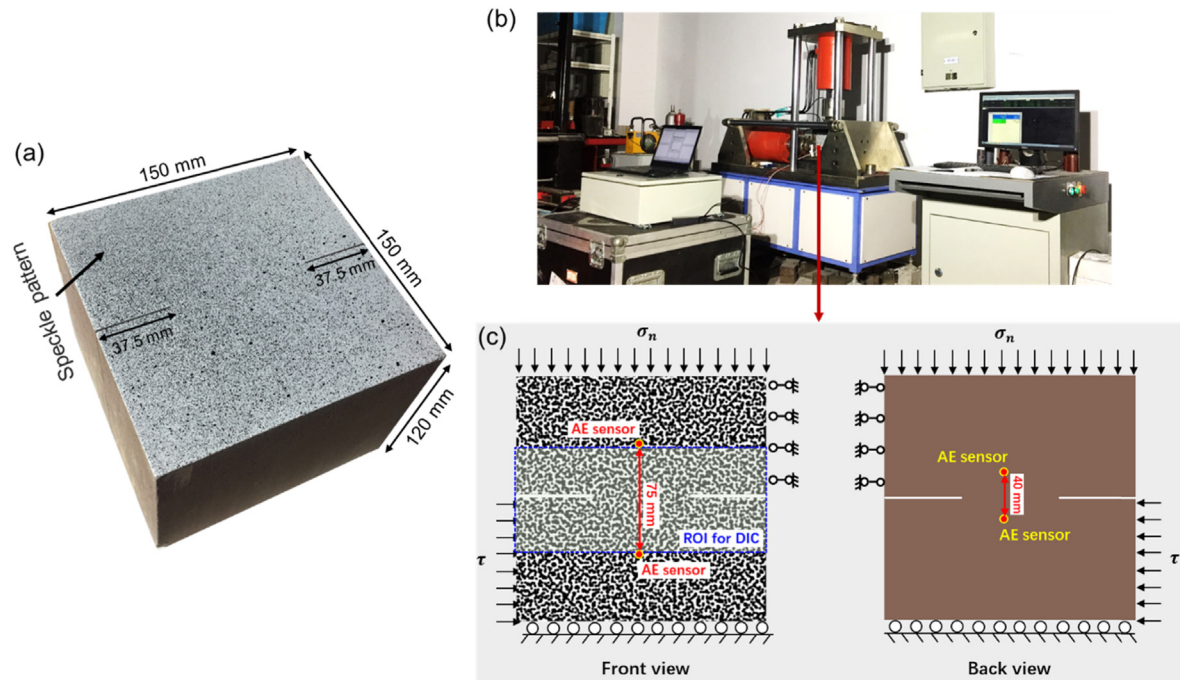 (a)
150 mm
150 mm
37.5 mm
37.5 mm
Speckle pattern
120 mm
(b)
(c)
σₙ
AE sensor
75 mm
ROI for DIC
AE sensor
τ
Front view
σₙ
AE sensor
40 mm
AE sensor
τ
Back view